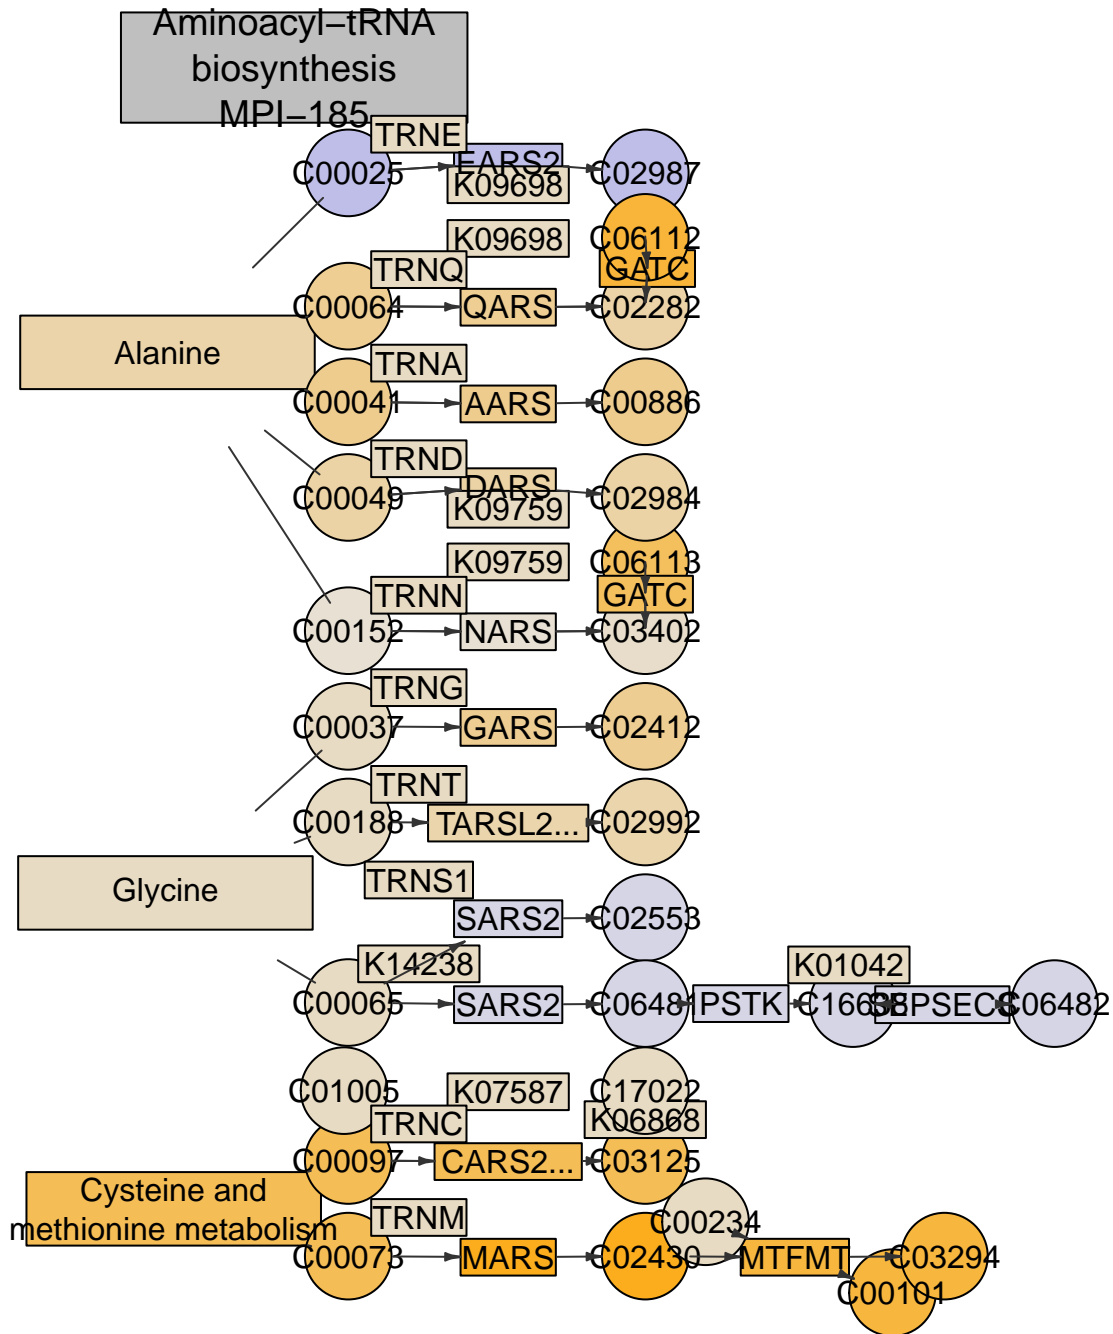 Aminoacyl−tRNA
biosynthesis
MPI−185
TRNE
C00025
EARS2
C02987
K09698
K09698
C06112
TRNQ
GATC
C00064
QARS
C02282
Alanine
TRNA
C00041
AARS
C00886
TRND
C00049
DARS
C02984
K09759
K09759
C06113
TRNN
GATC
C00152
NARS
C03402
TRNG
C00037
GARS
C02412
TRNT
C00188
TARSL2...
C02992
TRNS1
Glycine
SARS2
C02553
K14238
K01042
C00065
SARS2
C06481
PSTK
SEPSECS
C06482
C01005
K07587
C17022
TRNC
K06868
C00097
CARS2...
C03125
Cysteine and
methionine metabolism
TRNM
C00234
C00073
MARS
C02430
MTFMT
C03294
C00101